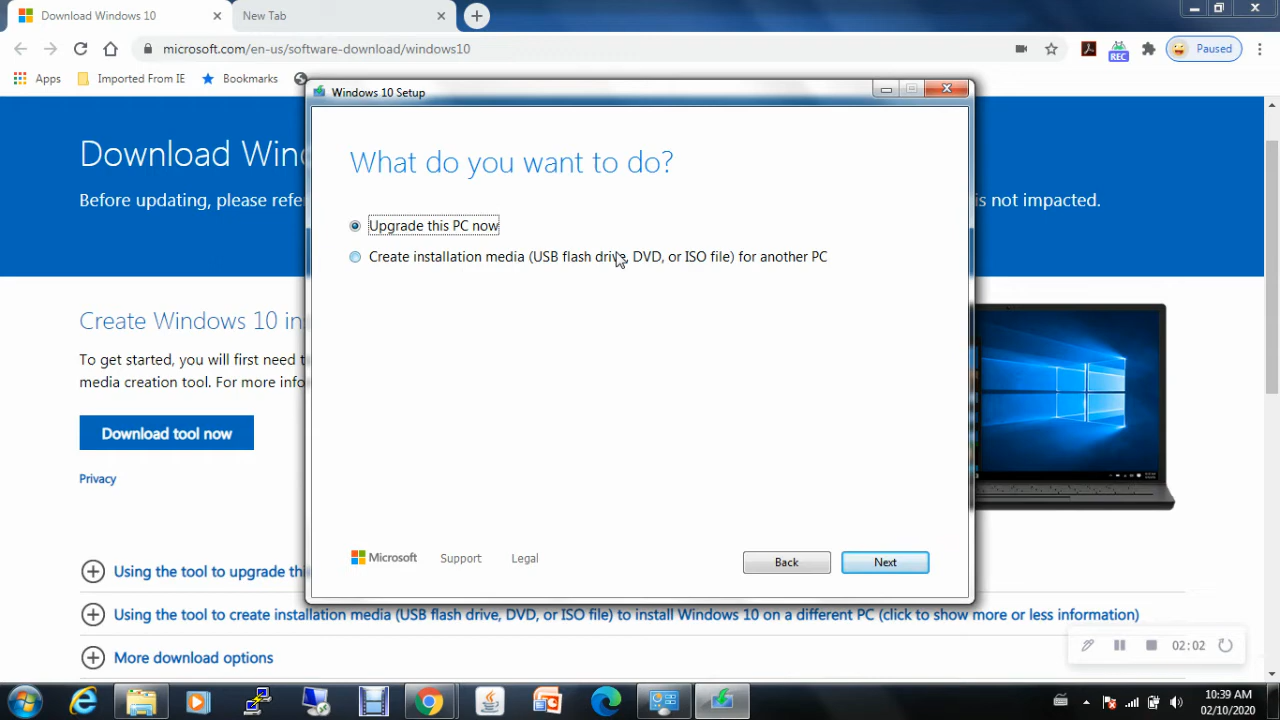 Download Windows 10
New Tab
microsoft.com/en-us/software-download/windows10
REC
Paused
Apps
Imported From IE
Bookmarks
Windows 10 Setup
Download Wind
Before updating, please refer
is not impacted.
What do you want to do?
Upgrade this PC now
Create installation media (USB flash drive, DVD, or ISO file) for another PC
Create Windows 10 in
To get started, you will first need t
media creation tool. For more info
Download tool now
Privacy
Microsoft
Support
Legal
Back
Next
Using the tool to upgrade thi
Using the tool to create installation media (USB flash drive, DVD, or ISO file) to install Windows 10 on a different PC (click to show more or less information)
More download options
02:02
10:39 AM
02/10/2020